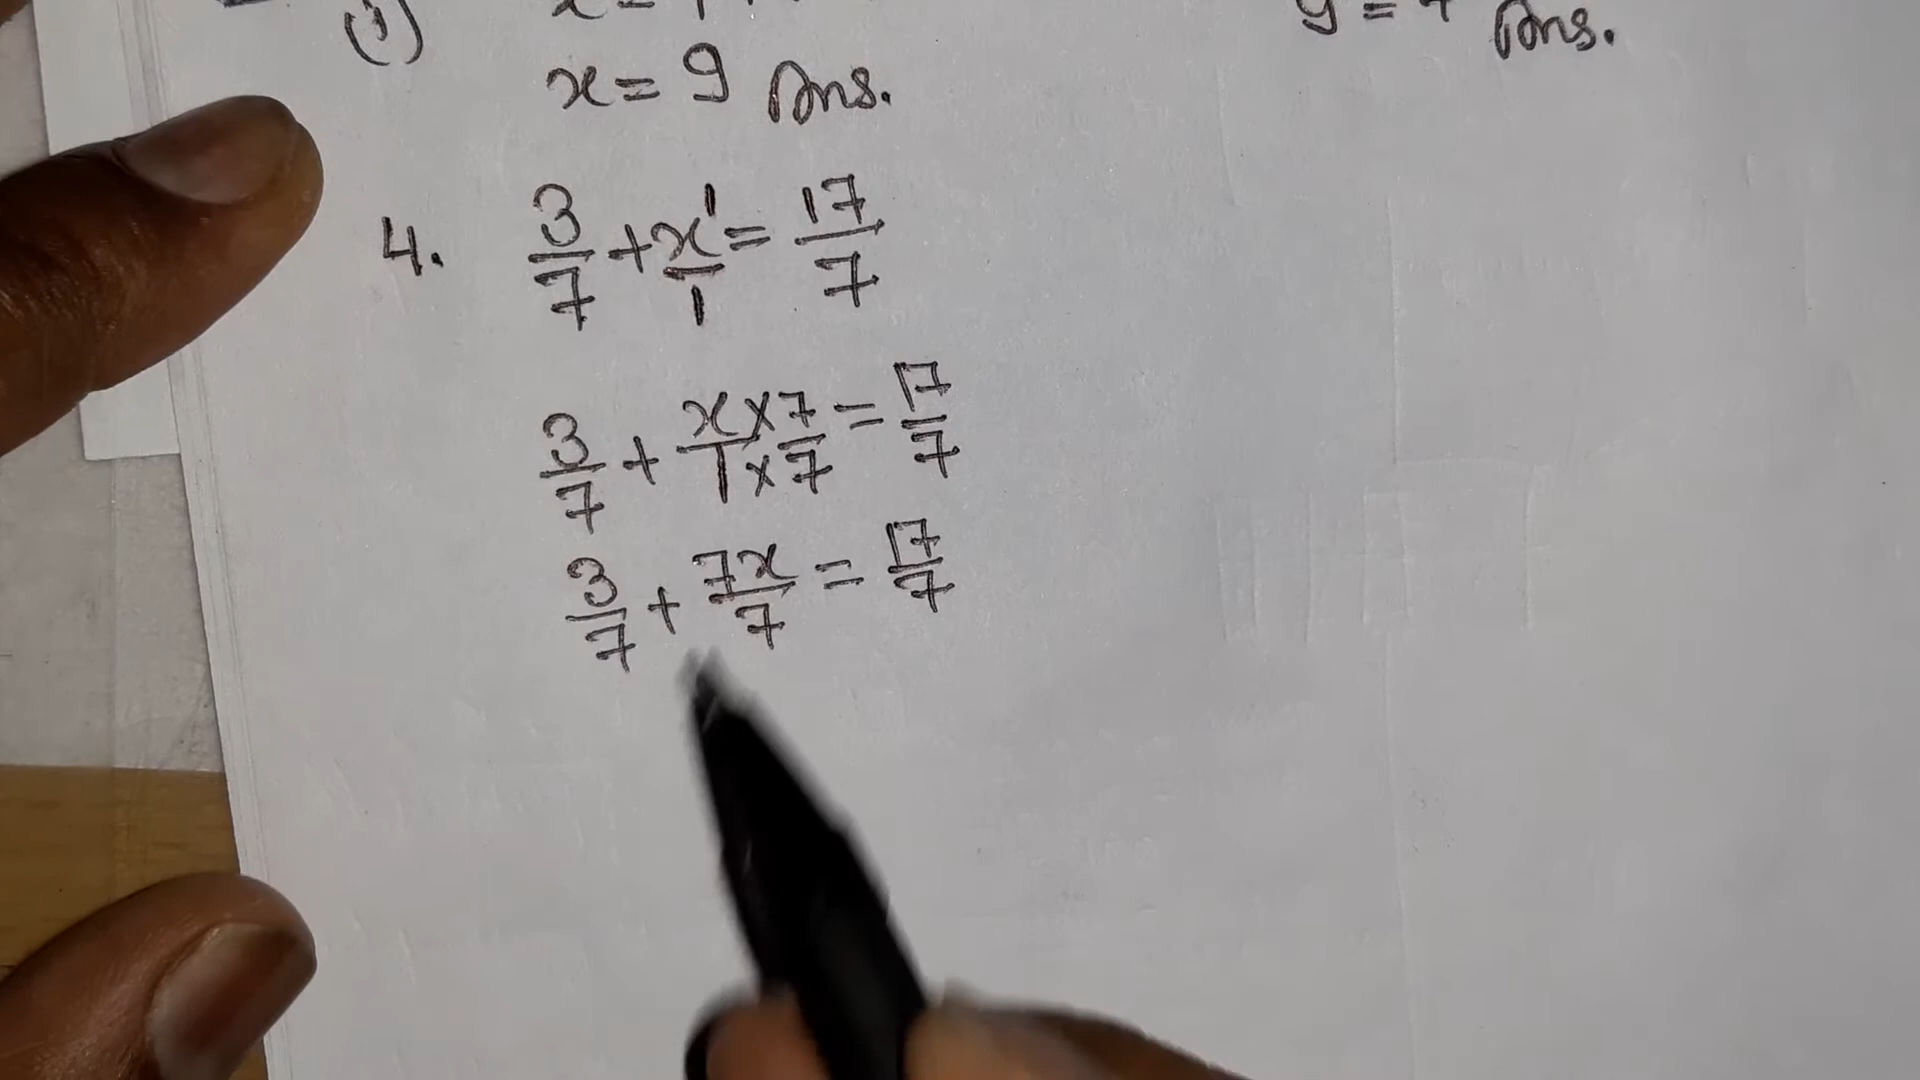 (i)
x = 9 Ans.
y = 4 Ans.
4. 3/7 + x¹/1 = 17/7
3/7 + x×7/1×7 = 17/7
3/7 + 7x/7 = 17/7